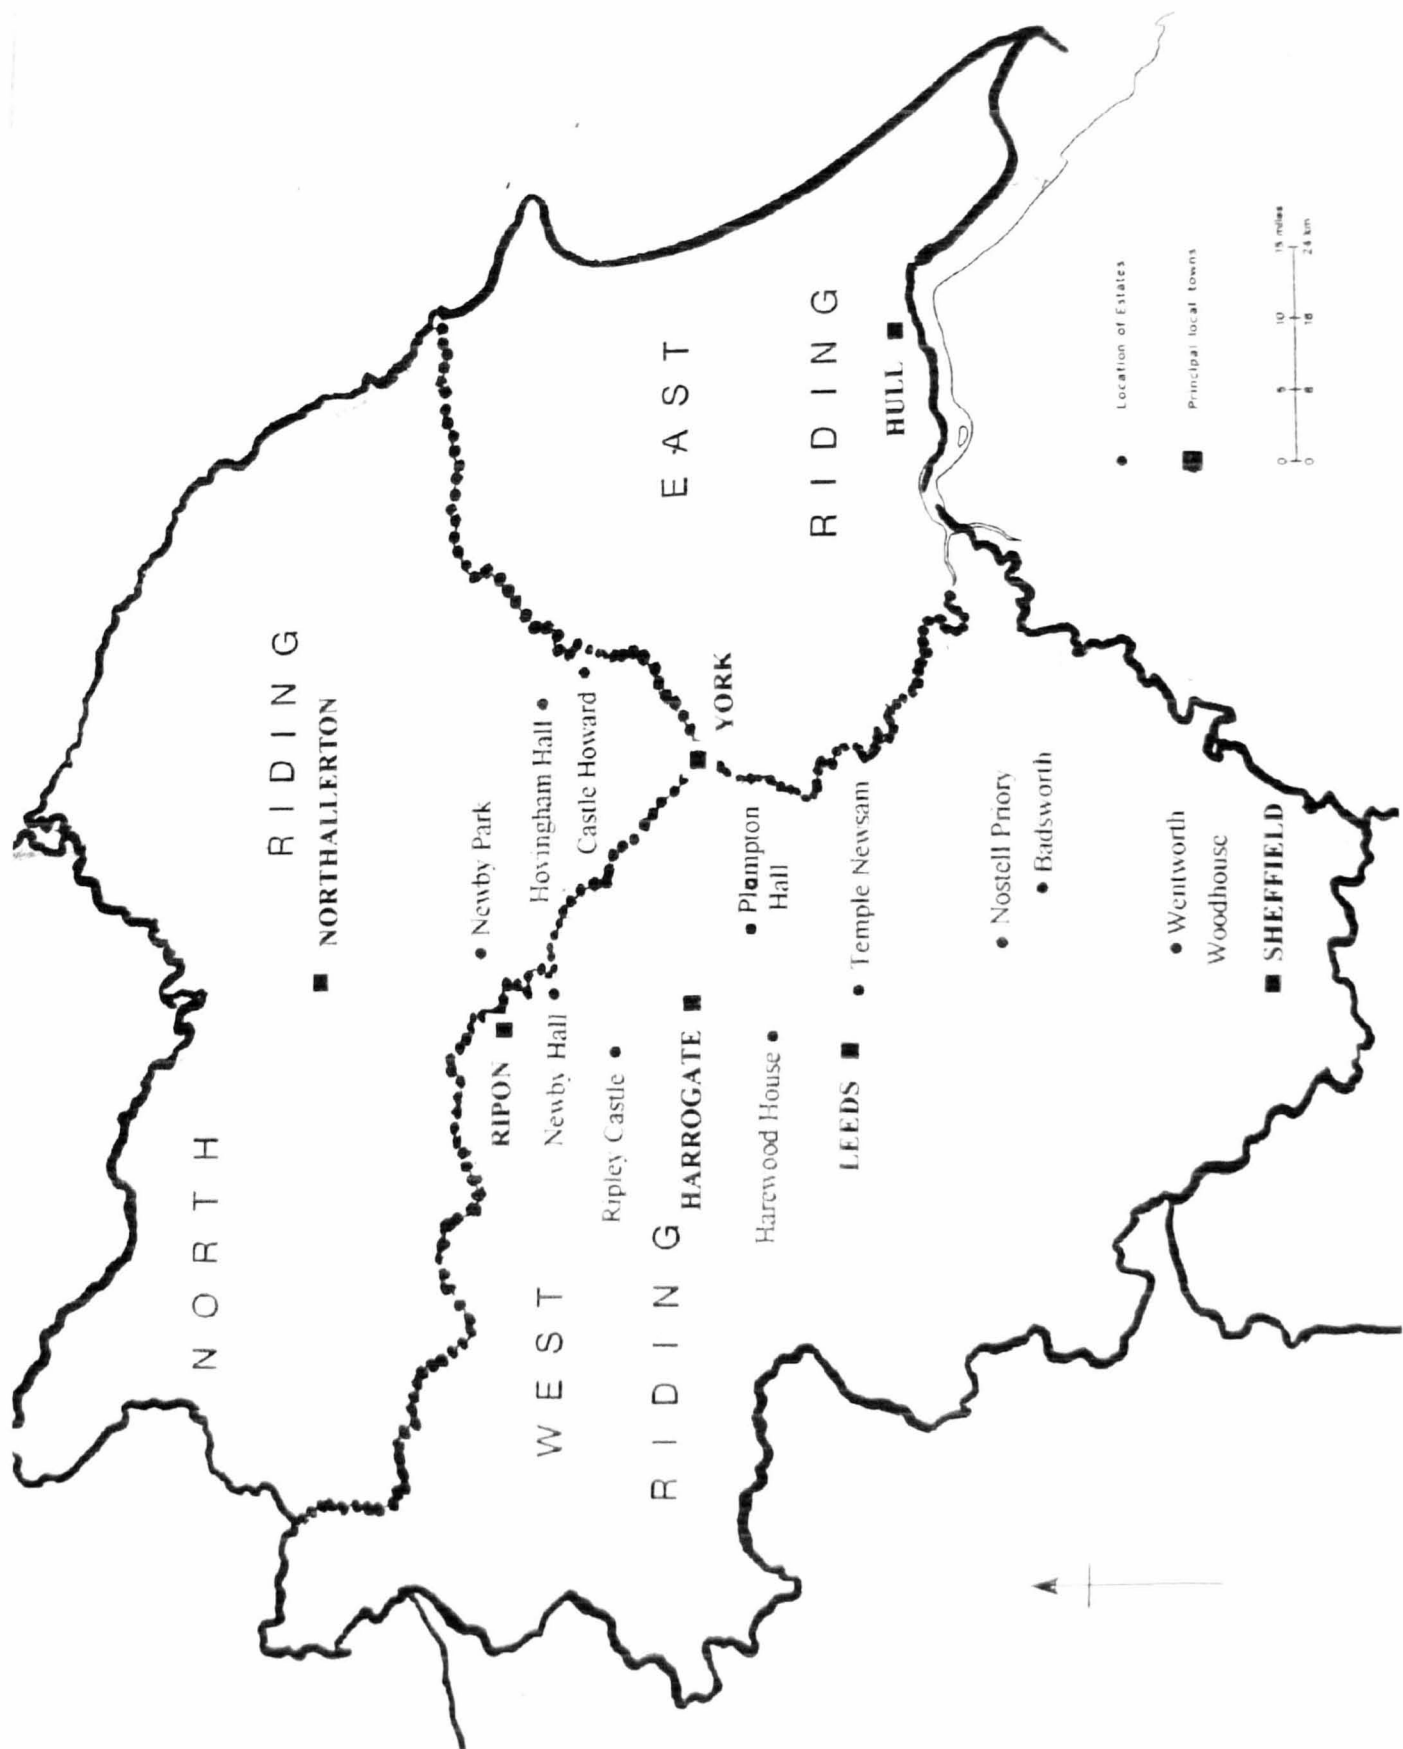 NORTH
RIDING
NORTHALLERTON
Newby Park
RIPON
Hovingham Hall
Newby Hall
Castle Howard
WEST
RIDING
Ripley Castle
HARROGATE
YORK
EAST
RIDING
Plampton
Hall
Harewood House
LEEDS
Temple Newsam
HULL
Nostell Priory
Badsworth
Wentworth
Woodhouse
SHEFFIELD
Location of Estates
Principal local towns
0 5 10 15 miles
0 8 16 24 km